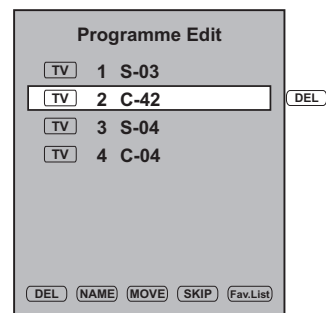 Programme Edit
TV 1 S-03
TV 2 C-42 DEL
TV 3 S-04
TV 4 C-04
DEL NAME MOVE SKIP Fav.List